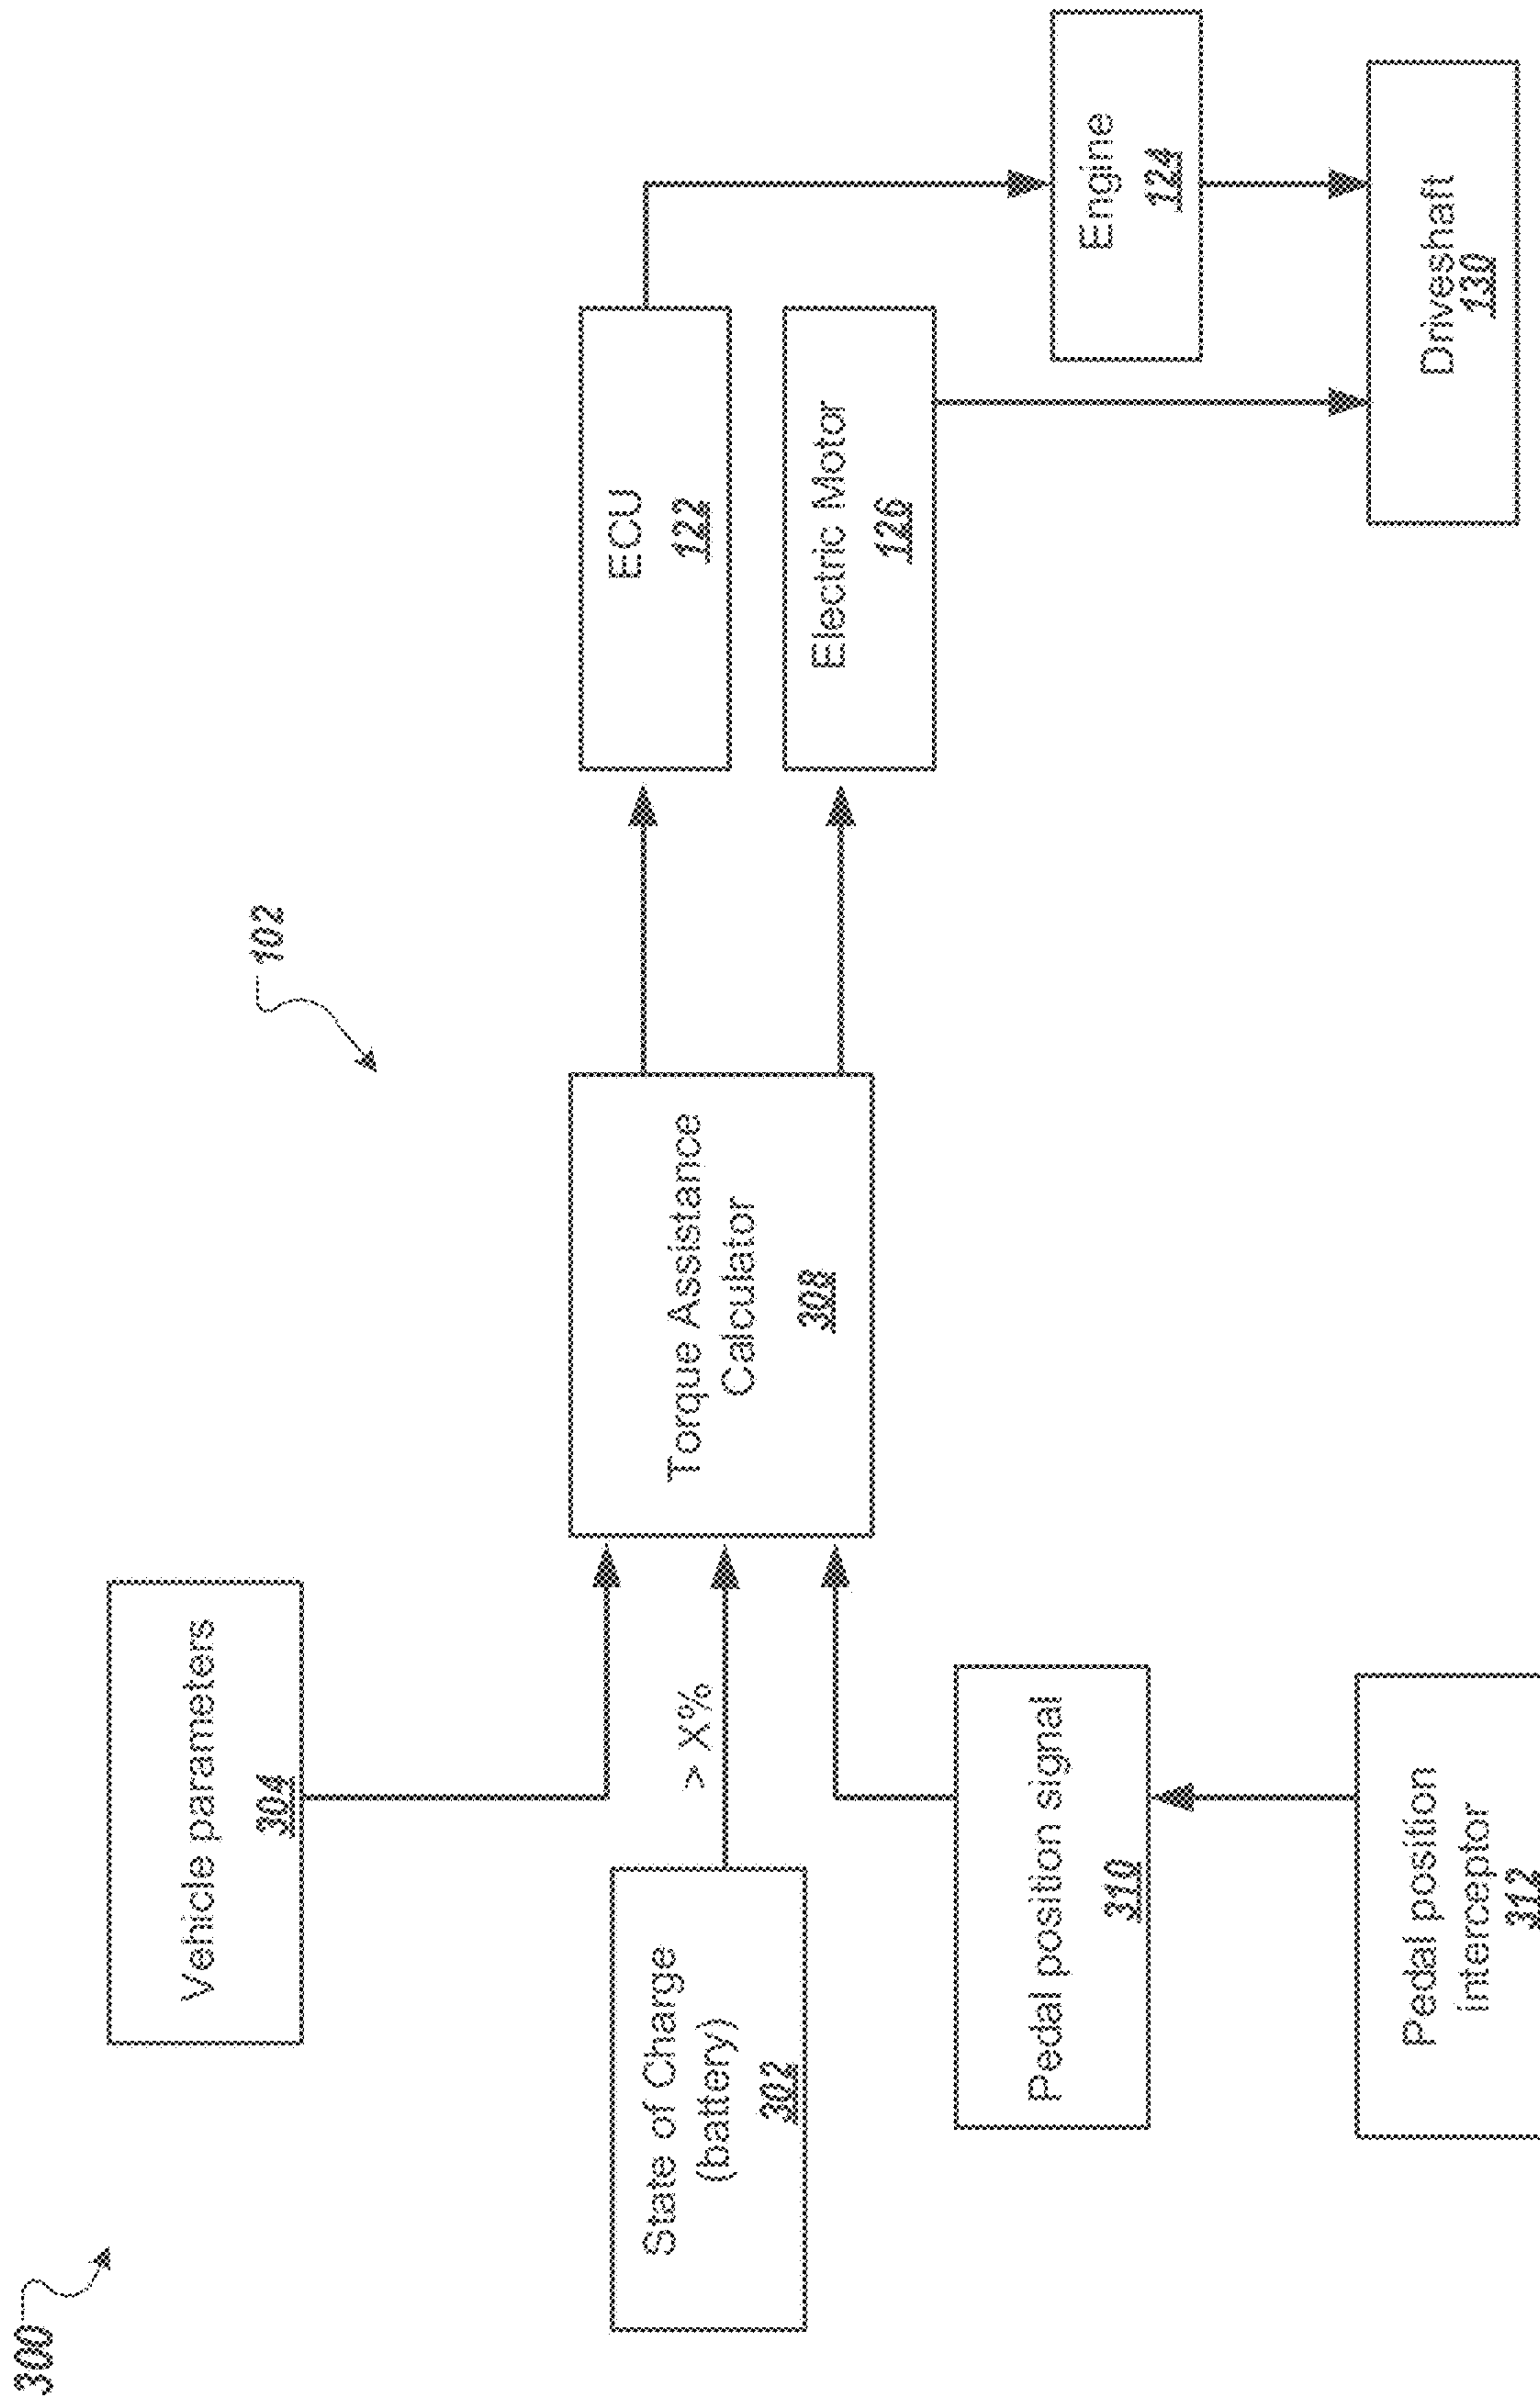 300
102
Vehicle parameters
304
State of Charge
(battery)
302
> X%
Pedal position signal
310
Pedal position
interceptor
312
Torque Assistance
Calculator
308
ECU
122
Electric Motor
126
Engine
124
Driveshaft
130